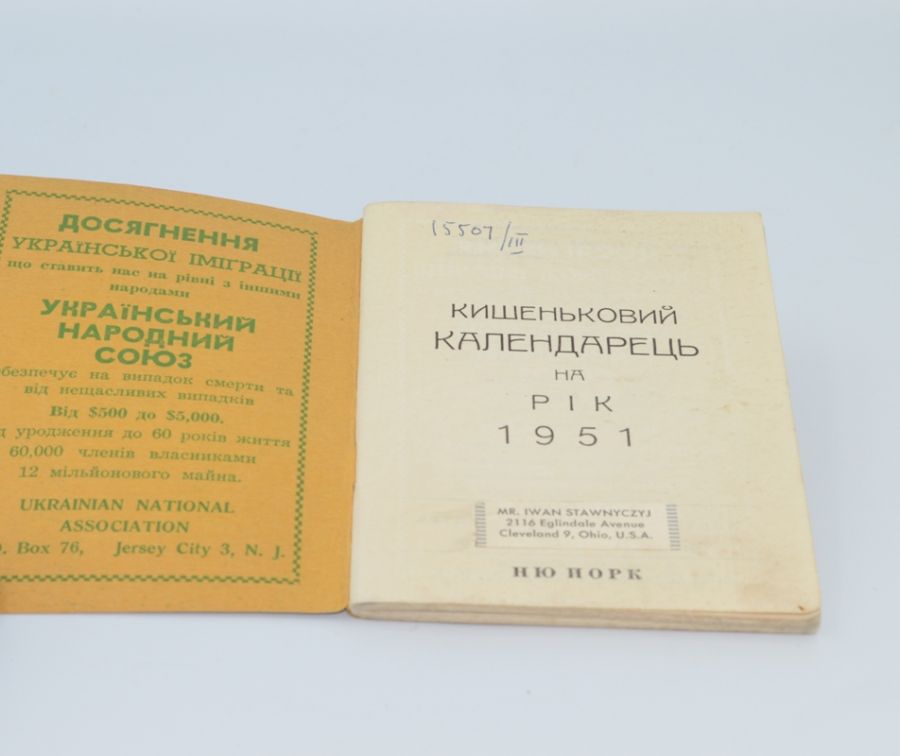 ДОСЯГНЕННЯ
УКРАЇНСЬКОЇ ІМІҐРАЦІЇ
що ставить нас на рівні з іншими
народами
УКРАЇНСЬКИЙ
НАРОДНИЙ
СОЮЗ
безпечує на випадок смерти та
від нещасливих випадків
Від $500 до $5,000.
д уродження до 60 років життя
60,000 членів власниками
12 мільйонового майна.
UKRAINIAN NATIONAL
ASSOCIATION
Box 76, Jersey City 3, N. J.
15507/III
КИШЕНЬКОВИЙ
КАЛЕНДАРЕЦЬ
НА
РІК
1951
MR. IWAN STAWNYCZYJ
2116 Eglindale Avenue
Cleveland 9, Ohio, U.S.A.
НЮ ЙОРК